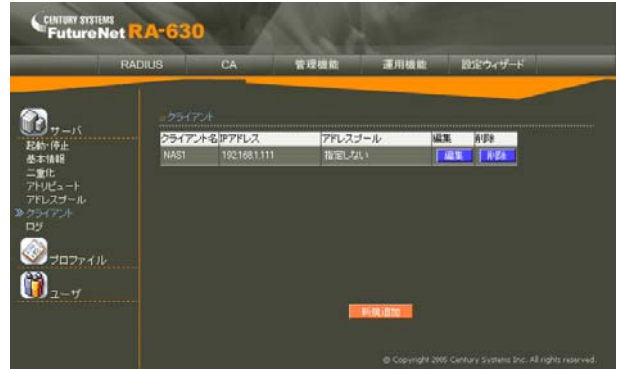 CENTURY SYSTEMS
FutureNet RA-630
RADIUS CA 管理機能 運用機能 設定ウィザード
サーバ
起動・停止
基本情報
二重化
アトリビュート
アドレスプール
クライアント
ログ
プロファイル
ユーザ
クライアント
クライアント名 IPアドレス アドレスプール 編集 削除
NAS1 192.168.1.111 指定しない 編集 削除
新規追加
© Copyright 2005 Century Systems Inc. All rights reserved.